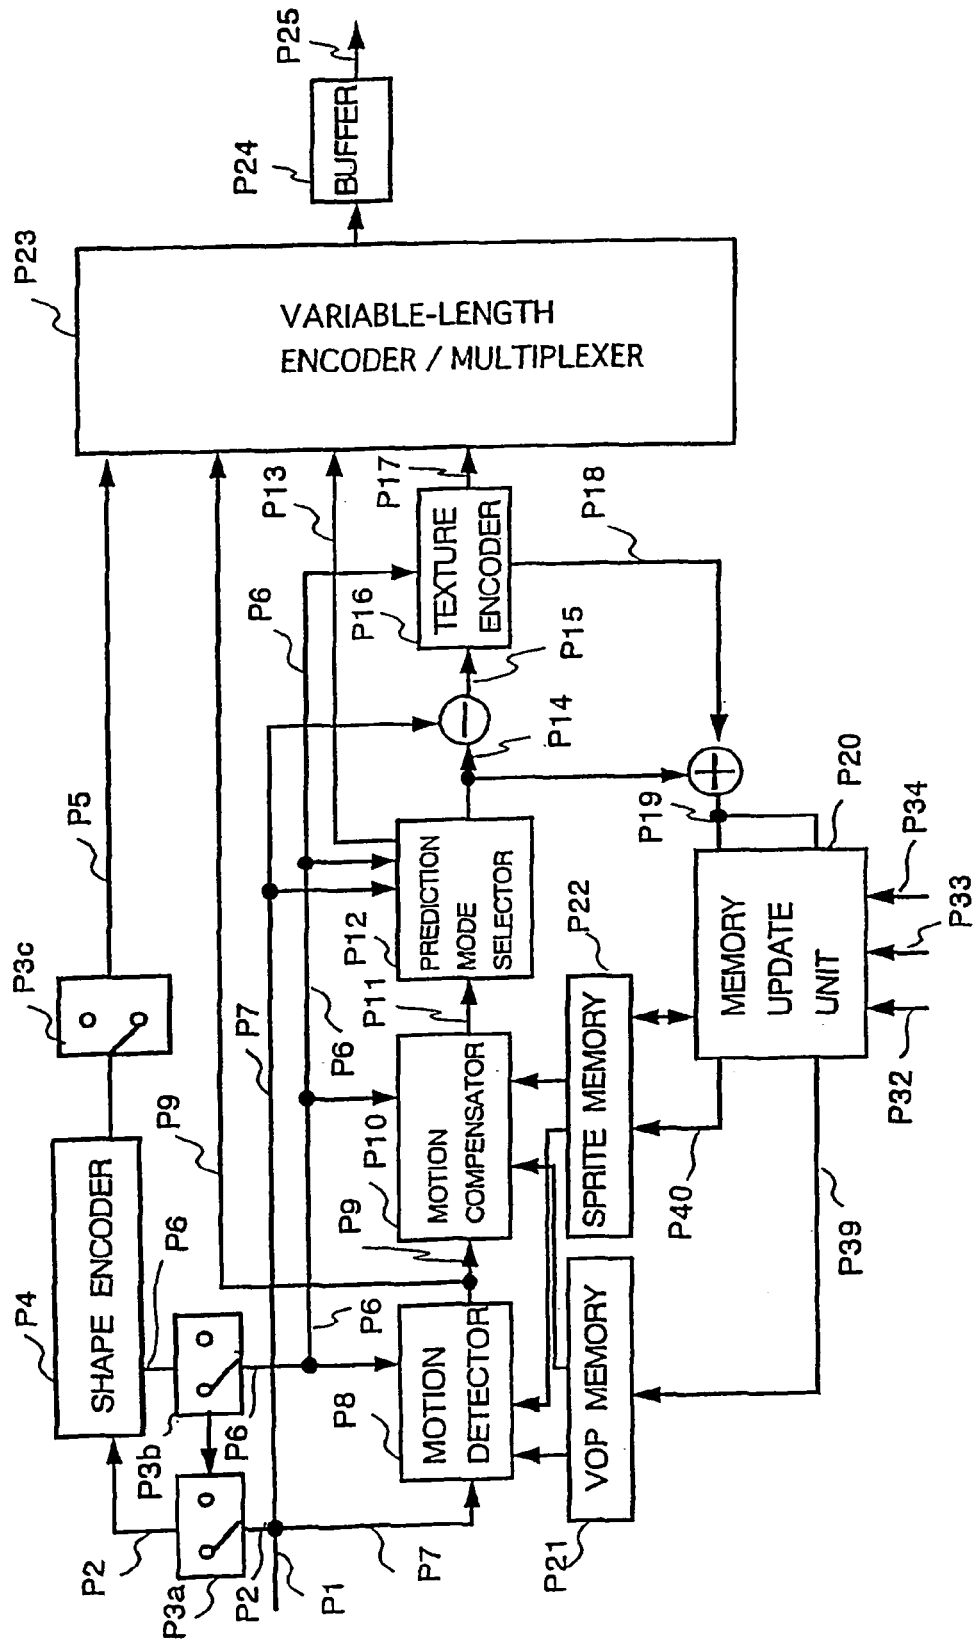 P25
P24
BUFFER
P23
VARIABLE-LENGTH
ENCODER / MULTIPLEXER
P13
P17
P18
P6
P16
TEXTURE
ENCODER
P15
P14
P5
P19
P20
P34
P3c
P12
PREDICTION
MODE
SELECTOR
P22
MEMORY
UPDATE
UNIT
P33
P7
P6
P11
P32
P9
P10
MOTION
COMPENSATOR
SPRITE MEMORY
P40
P39
P4
SHAPE ENCODER
P6
P9
P6
P8
MOTION
DETECTOR
VOP MEMORY
P3b
P6
P21
P2
P3a
P2
P1
P7